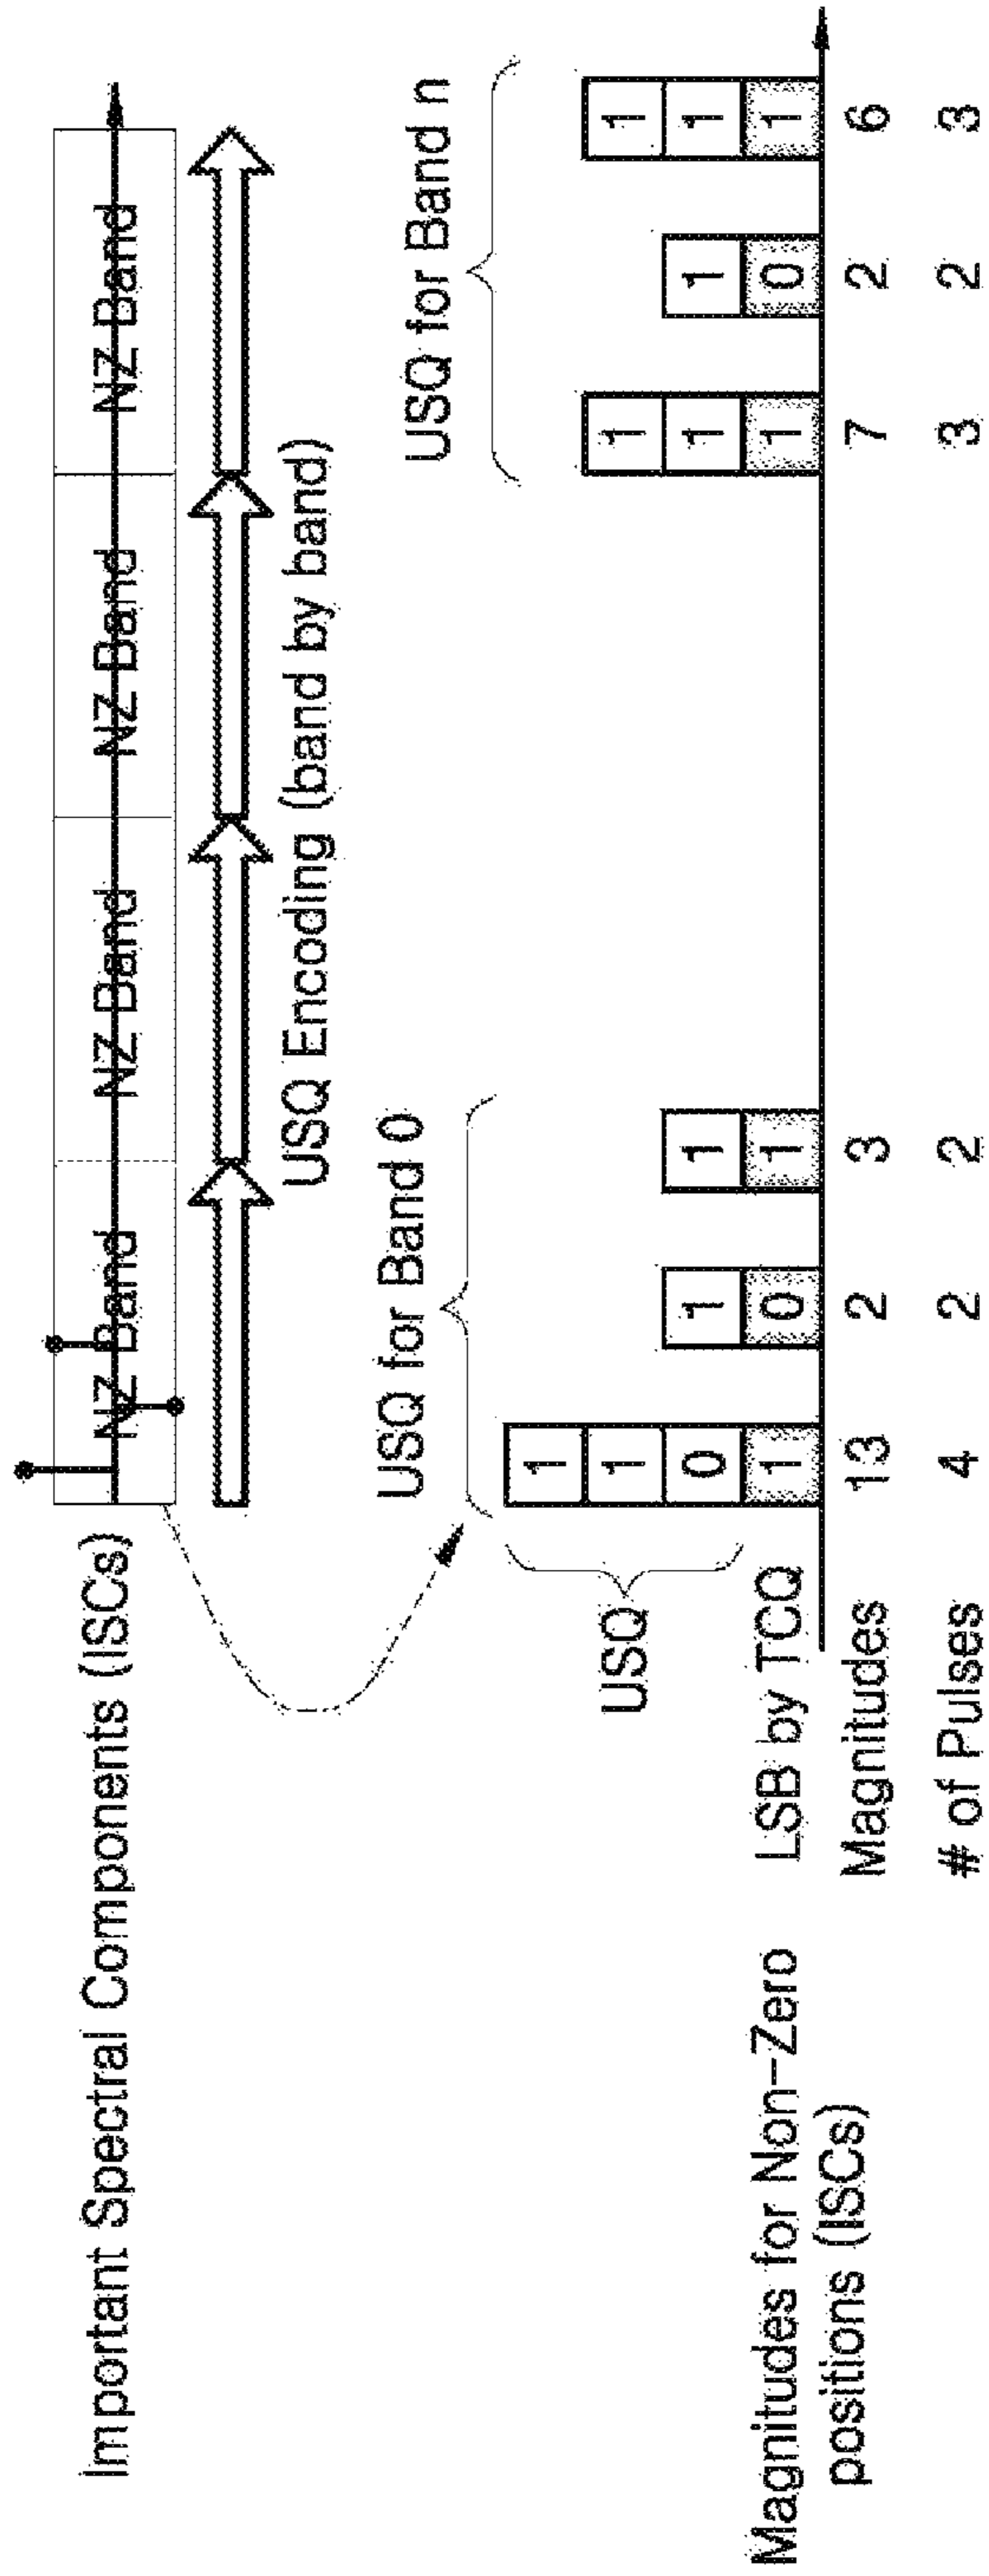 Important Spectral Components (ISCs)
NZ Band NZ Band NZ Band NZ Band
USQ Encoding (band by band)
USQ for Band 0
USQ for Band n
USQ
1
1 1 1
0 1 1 1 1 1
LSB by TCQ 1 0 1 1 0 1
Magnitudes for Non-Zero
positions (ISCs)
Magnitudes 13 2 3 7 2 6
# of Pulses 4 2 2 3 2 3